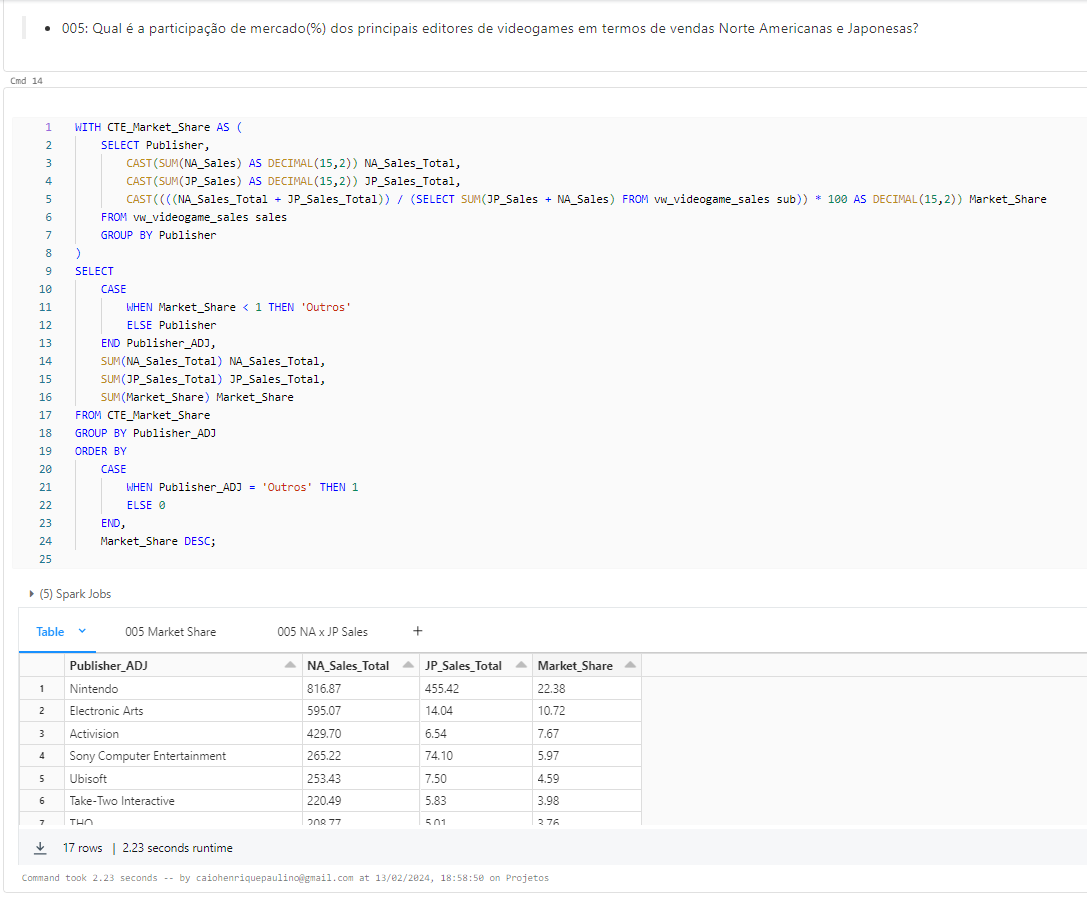 005: Qual é a participação de mercado(%) dos principais editores de videogames em termos de vendas Norte Americanas e Japonesas?
Cmd 14
1 WITH CTE_Market_Share AS (
2 SELECT Publisher,
3 CAST(SUM(NA_Sales) AS DECIMAL(15,2)) NA_Sales_Total,
4 CAST(SUM(JP_Sales) AS DECIMAL(15,2)) JP_Sales_Total,
5 CAST((((NA_Sales_Total + JP_Sales_Total)) / (SELECT SUM(JP_Sales + NA_Sales) FROM vw_videogame_sales sub)) * 100 AS DECIMAL(15,2)) Market_Share
6 FROM vw_videogame_sales sales
7 GROUP BY Publisher
8 )
9 SELECT
10 CASE
11 WHEN Market_Share < 1 THEN 'Outros'
12 ELSE Publisher
13 END Publisher_ADJ,
14 SUM(NA_Sales_Total) NA_Sales_Total,
15 SUM(JP_Sales_Total) JP_Sales_Total,
16 SUM(Market_Share) Market_Share
17 FROM CTE_Market_Share
18 GROUP BY Publisher_ADJ
19 ORDER BY
20 CASE
21 WHEN Publisher_ADJ = 'Outros' THEN 1
22 ELSE 0
23 END,
24 Market_Share DESC;
25
(5) Spark Jobs
Table 005 Market Share 005 NA x JP Sales +
Publisher_ADJ NA_Sales_Total JP_Sales_Total Market_Share
1 Nintendo 816.87 455.42 22.38
2 Electronic Arts 595.07 14.04 10.72
3 Activision 429.70 6.54 7.67
4 Sony Computer Entertainment 265.22 74.10 5.97
5 Ubisoft 253.43 7.50 4.59
6 Take-Two Interactive 220.49 5.83 3.98
7 THQ 208.77 5.01 3.76
17 rows | 2.23 seconds runtime
Command took 2.23 seconds -- by caiohenriquepaulino@gmail.com at 13/02/2024, 18:58:50 on Projetos